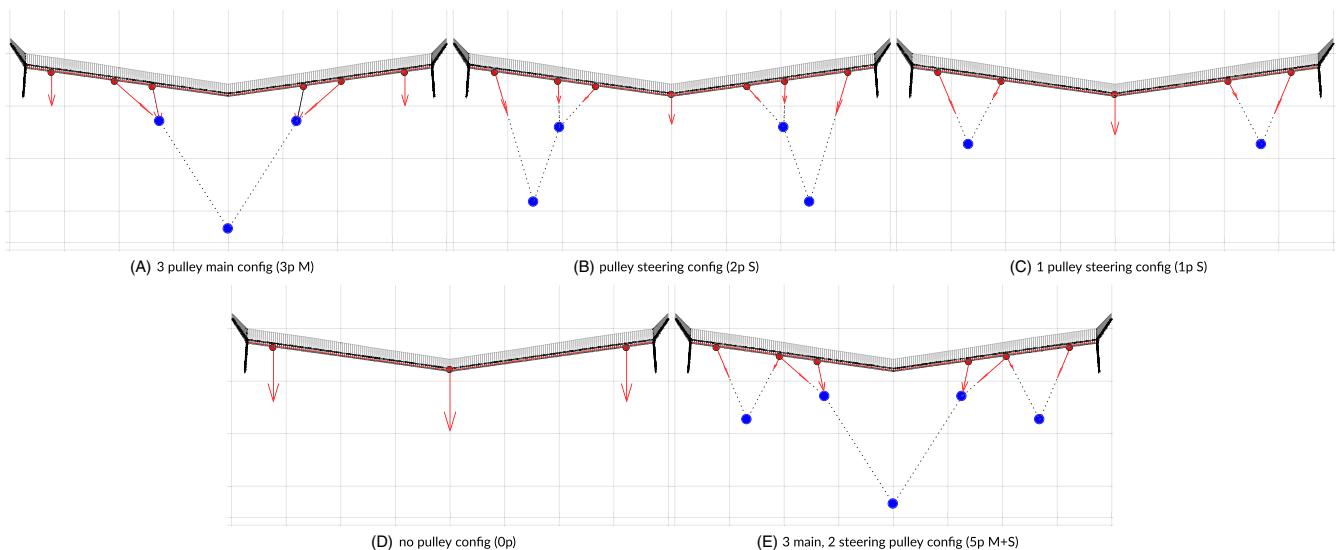 (A) 3 pulley main config (3p M)
(B) pulley steering config (2p S)
(C) 1 pulley steering config (1p S)
(D) no pulley config (0p)
(E) 3 main, 2 steering pulley config (5p M+S)